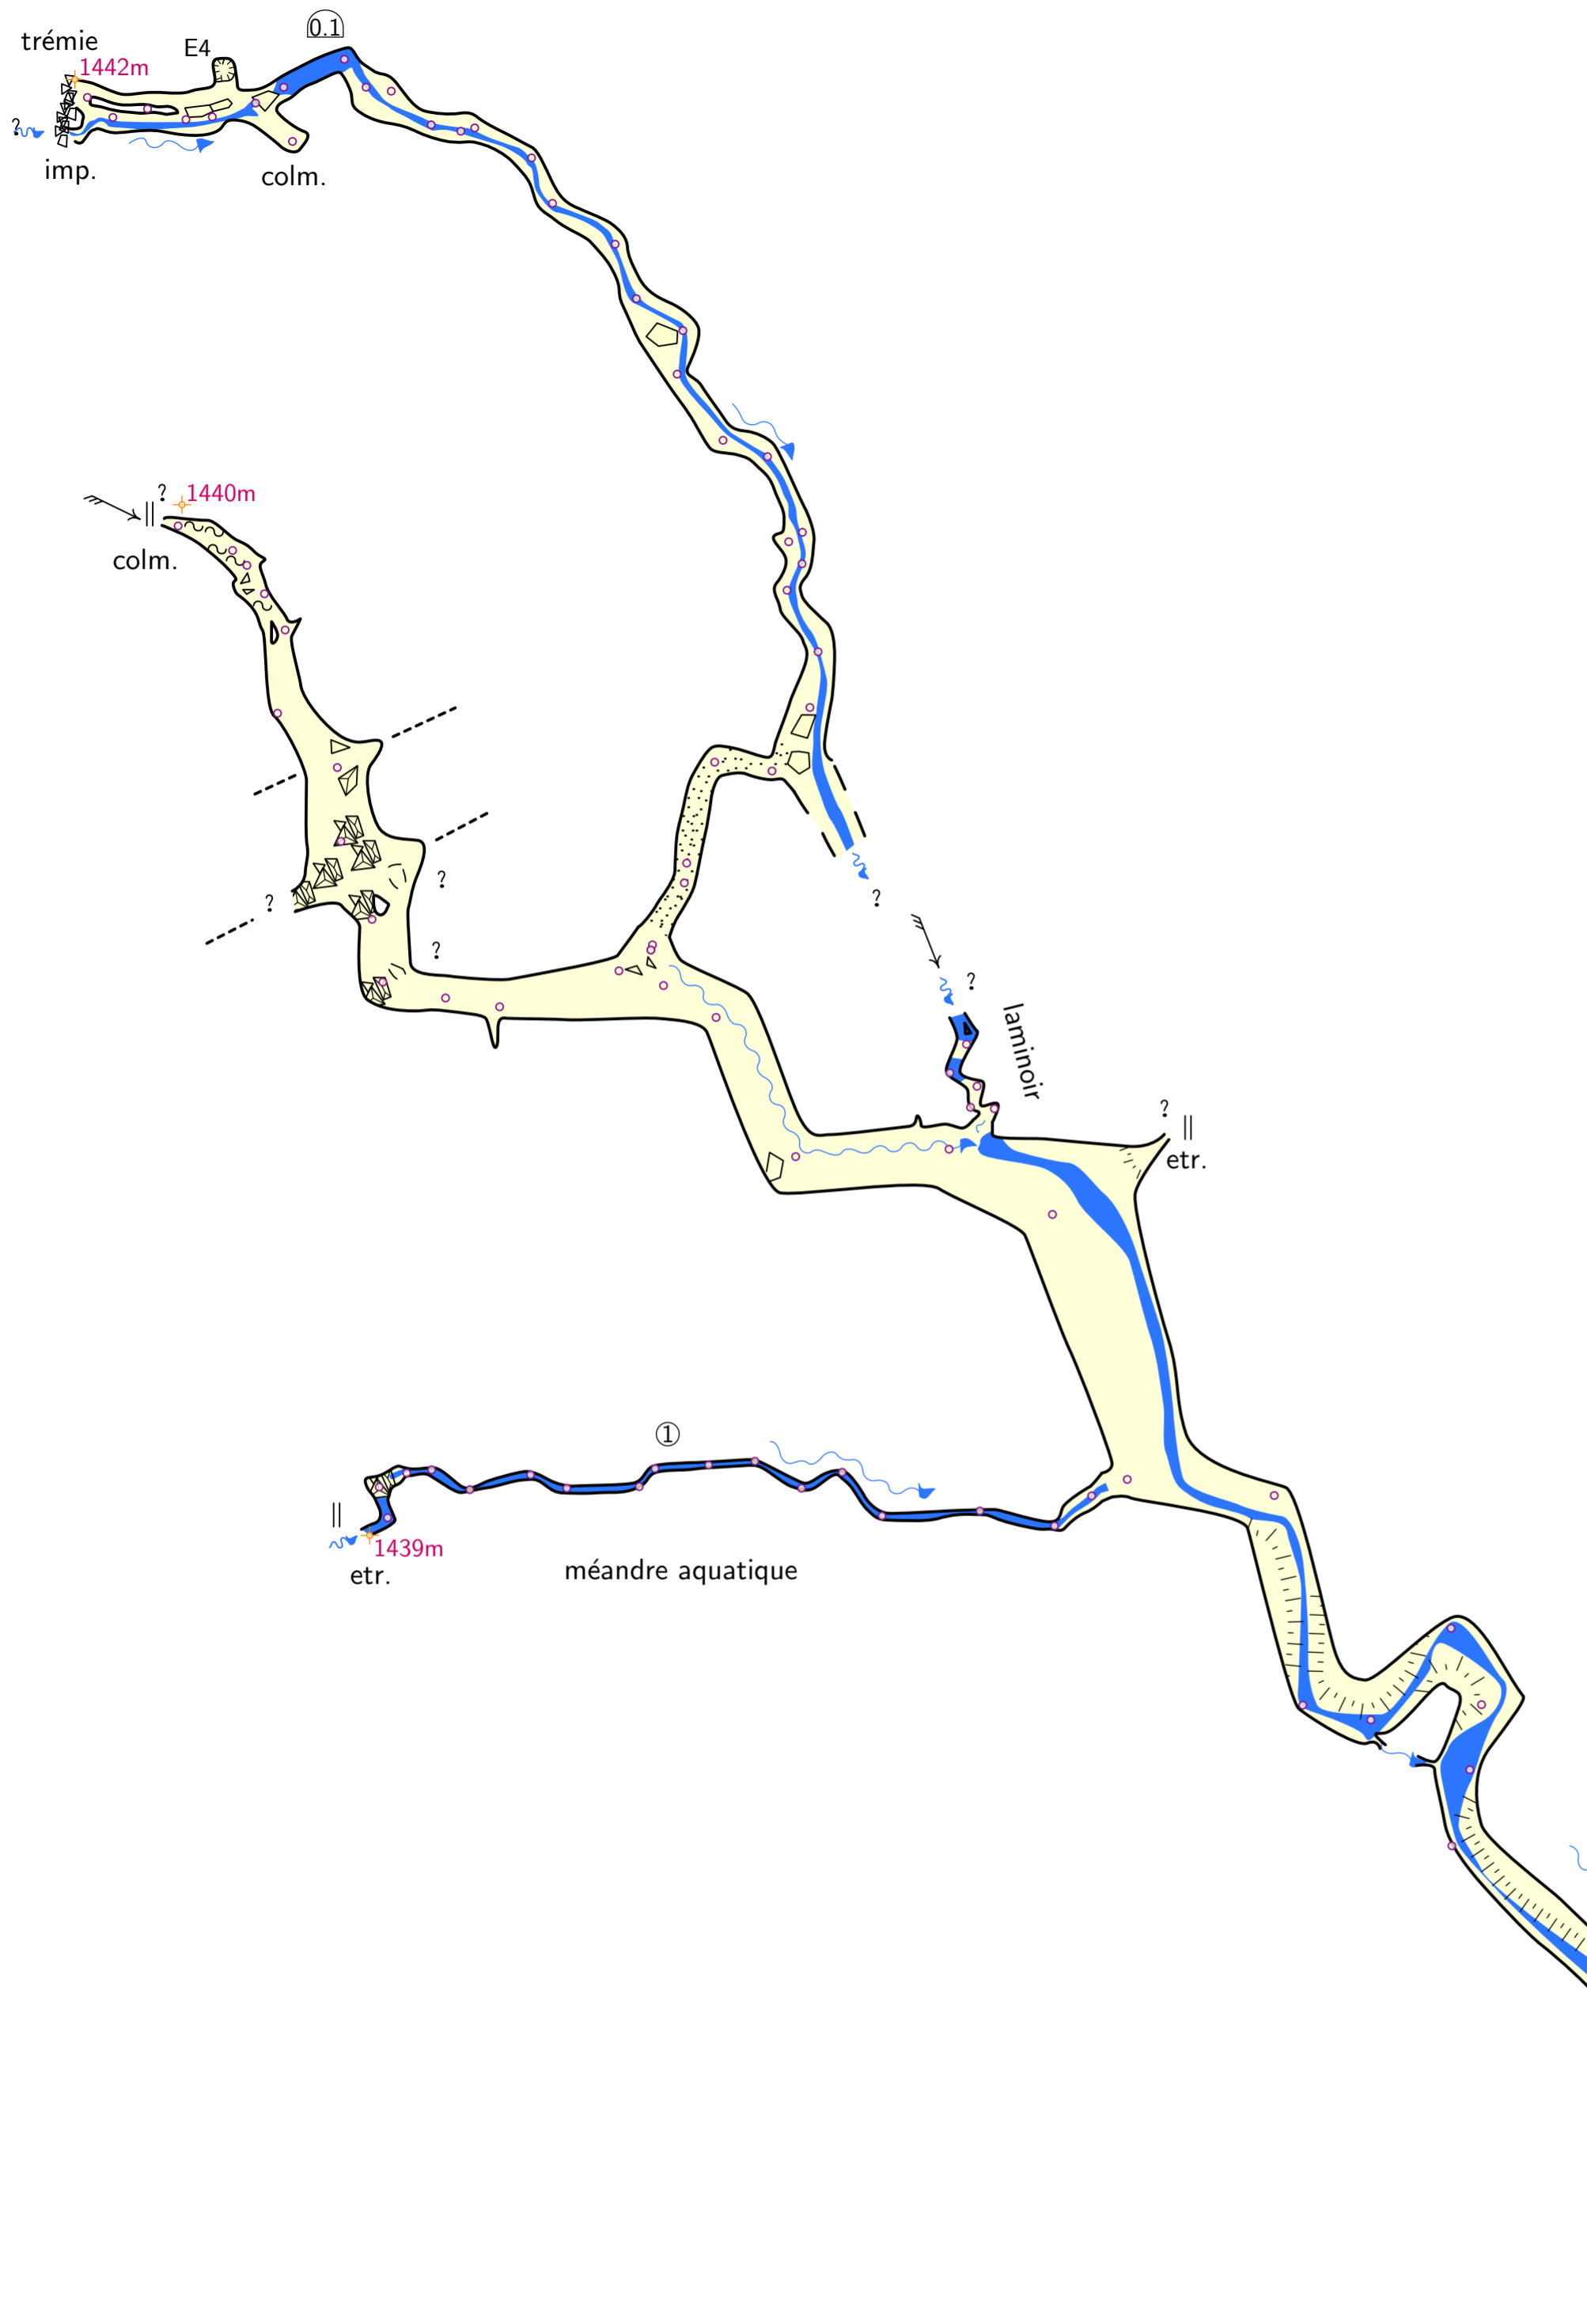 0.1
trémie
E4
1442m
?
imp.
colm.
?
1440m
colm.
?
?
?
?
?
laminoir
?
etr.
1
1439m
méandre aquatique
etr.